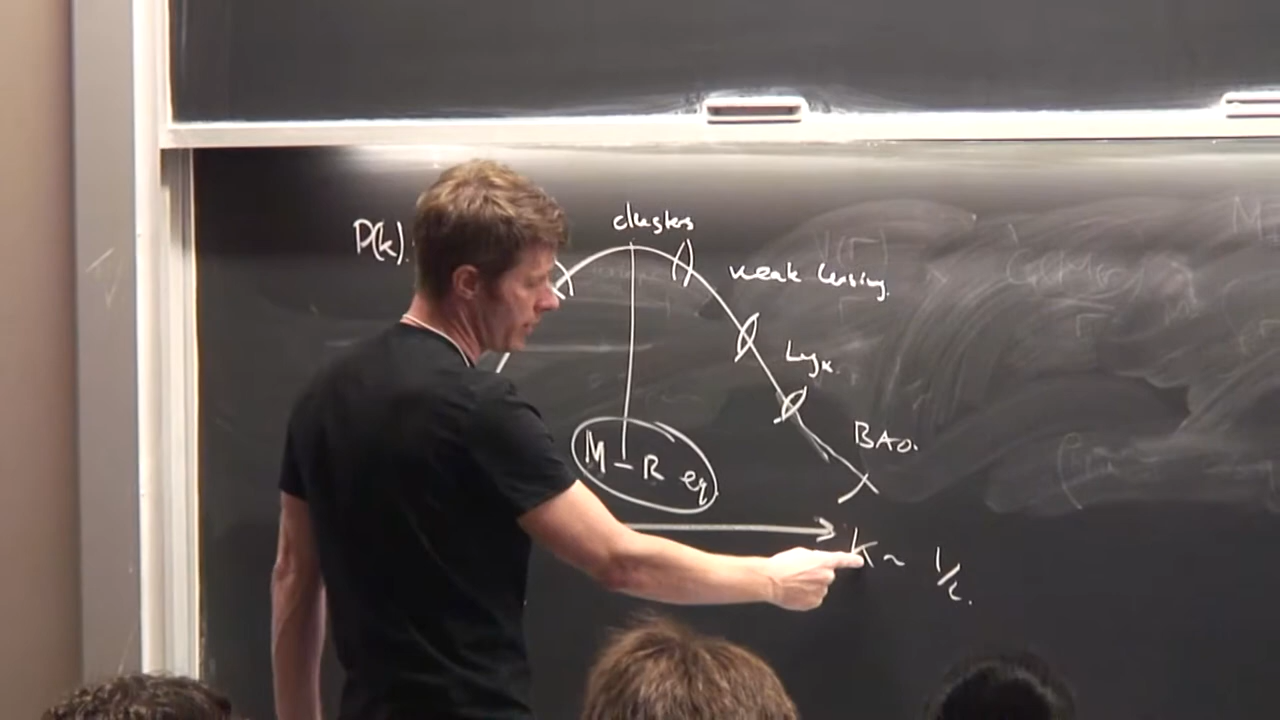 P(k).
clusters
weak lensing.
Lyα.
BAO.
M-R eq.
k ~ 1/L.